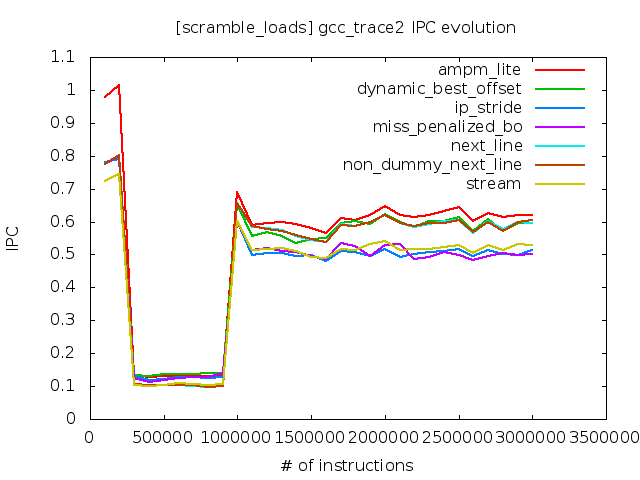 [scramble_loads] gcc_trace2 IPC evolution
IPC
1.1
1
0.9
0.8
0.7
0.6
0.5
0.4
0.3
0.2
0.1
0
ampm_lite
dynamic_best_offset
ip_stride
miss_penalized_bo
next_line
non_dummy_next_line
stream
0 500000 1000000 1500000 2000000 2500000 3000000 3500000
# of instructions